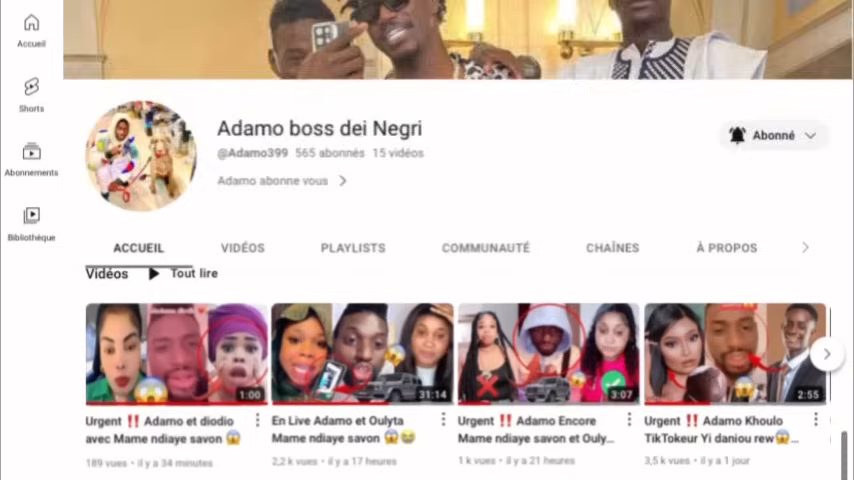 Accueil
Shorts
Abonnements
Bibliothèque
Adamo boss dei Negri
@Adamo399 565 abonnés 15 vidéos
Adamo abonne vous >
Abonné
ACCUEIL VIDÉOS PLAYLISTS COMMUNAUTÉ CHAÎNES À PROPOS
Vidéos Tout lire
1:00 31:14 3:07 2:55
Urgent ‼️ Adamo et diodio
avec Mame ndiaye savon 😱
189 vues • il y a 34 minutes
En Live Adamo et Oulyta
Mame ndiaye savon 😱😭
2,2 k vues • il y a 17 heures
Urgent ‼️ Adamo Encore
Mame ndiaye savon et Ouly...
1 k vues • il y a 21 heures
Urgent ‼️ Adamo Khoulo
TikTokeur Yi daniou rew😱...
3,5 k vues • il y a 1 jour